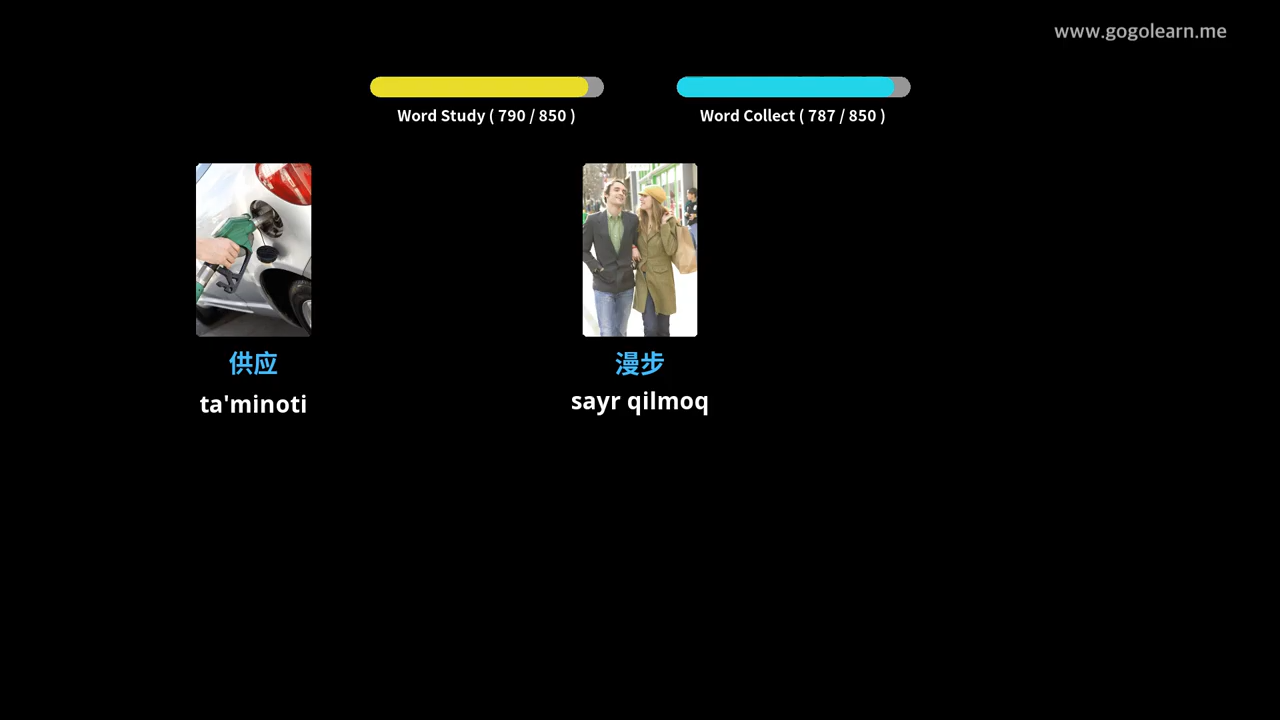 www.gogolearn.me
Word Study ( 790 / 850 )
Word Collect ( 787 / 850 )
供应
ta'minoti
漫步
sayr qilmoq